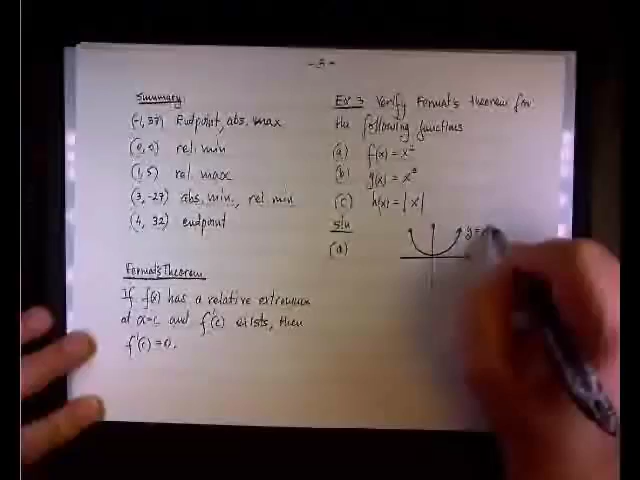 - 5 -
Summary
(-1, 37) Endpoint, abs. max
(0, 0) rel. min
(1, 5) rel. max
(3, -27) abs. min, rel. min
(4, 32) endpoint
Fermat's Theorem
If f(x) has a relative extremum
at x=c and f'(c) exists, then
f'(c) = 0.
Ex 3 Verify Fermat's theorem for
the following functions
(a) f(x) = x²
(b) g(x) = x³
(c) h(x) = |x|
soln
(a)
y =